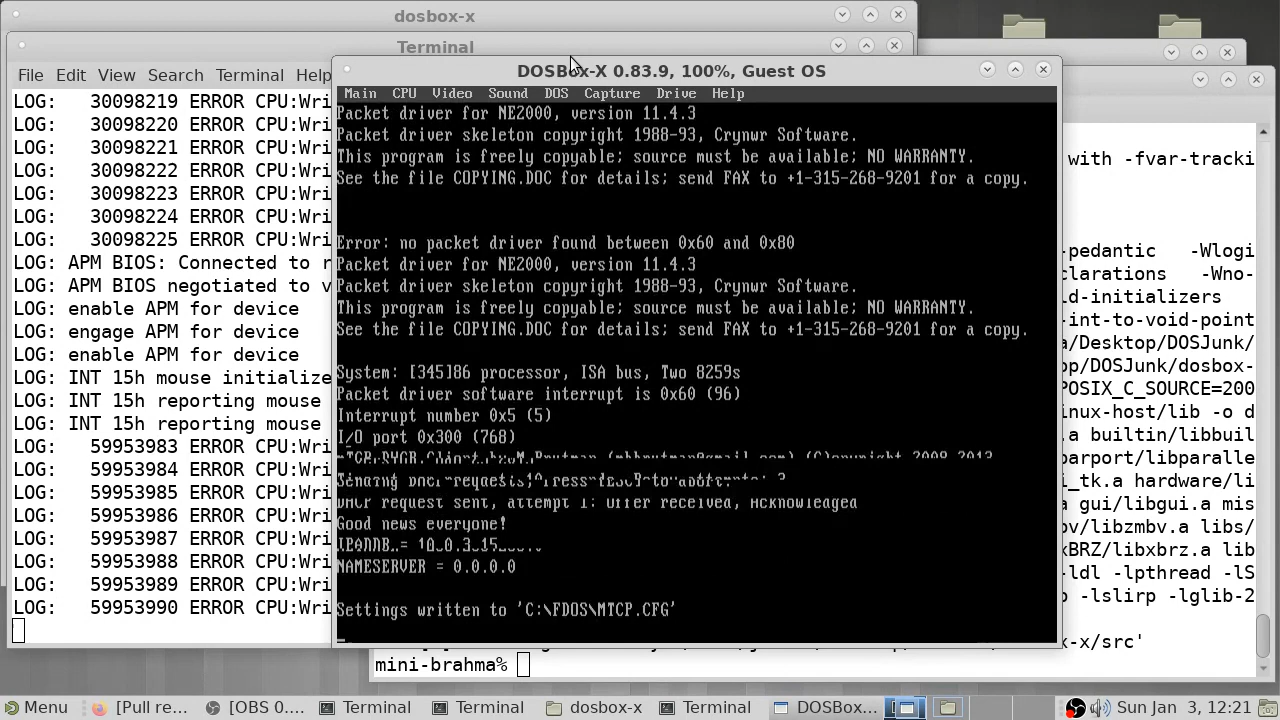 dosbox-x
Terminal
File Edit View Search Terminal Help
LOG: 30098219 ERROR CPU:Wri
LOG: 30098220 ERROR CPU:Wri
LOG: 30098221 ERROR CPU:Wri
LOG: 30098222 ERROR CPU:Wri
LOG: 30098223 ERROR CPU:Wri
LOG: 30098224 ERROR CPU:Wri
LOG: 30098225 ERROR CPU:Wri
LOG: APM BIOS: Connected to r
LOG: APM BIOS negotiated to v
LOG: enable APM for device
LOG: engage APM for device
LOG: enable APM for device
LOG: INT 15h mouse initialize
LOG: INT 15h reporting mouse
LOG: INT 15h reporting mouse
LOG: 59953983 ERROR CPU:Wri
LOG: 59953984 ERROR CPU:Wri
LOG: 59953985 ERROR CPU:Wri
LOG: 59953986 ERROR CPU:Wri
LOG: 59953987 ERROR CPU:Wri
LOG: 59953988 ERROR CPU:Wri
LOG: 59953989 ERROR CPU:Wri
LOG: 59953990 ERROR CPU:Wri
DOSBox-X 0.83.9, 100%, Guest OS
Main CPU Video Sound DOS Capture Drive Help
Packet driver for NE2000, version 11.4.3
Packet driver skeleton copyright 1988-93, Crynwr Software.
This program is freely copyable; source must be available; NO WARRANTY.
See the file COPYING.DOC for details; send FAX to +1-315-268-9201 for a copy.
Error: no packet driver found between 0x60 and 0x80
Packet driver for NE2000, version 11.4.3
Packet driver skeleton copyright 1988-93, Crynwr Software.
This program is freely copyable; source must be available; NO WARRANTY.
See the file COPYING.DOC for details; send FAX to +1-315-268-9201 for a copy.
System: [345]86 processor, ISA bus, Two 8259s
Packet driver software interrupt is 0x60 (96)
Interrupt number 0x5 (5)
I/O port 0x300 (768)
DHCP request sent, attempt 1: Offer received, Acknowledged
Good news everyone!
NAMESERVER = 0.0.0.0
Settings written to 'C:\FDOS\MTCP.CFG'
with -fvar-tracki
-pedantic -Wlogi
clarations -Wno-
ld-initializers
-int-to-void-point
a/Desktop/DOSJunk/
p/DOSJunk/dosbox-
POSIX_C_SOURCE=200
inux-host/lib -o d
.a builtin/libbuil
parport/libparalle
i_tk.a hardware/li
a gui/libgui.a mis
bv/libzmbv.a libs/
xBRZ/libxbrz.a lib
-ldl -lpthread -lS
p -lslirp -lglib-2
x-x/src'
mini-brahma%
Menu [Pull re... [OBS 0.... Terminal Terminal dosbox-x Terminal DOSBox... Sun Jan 3, 12:21